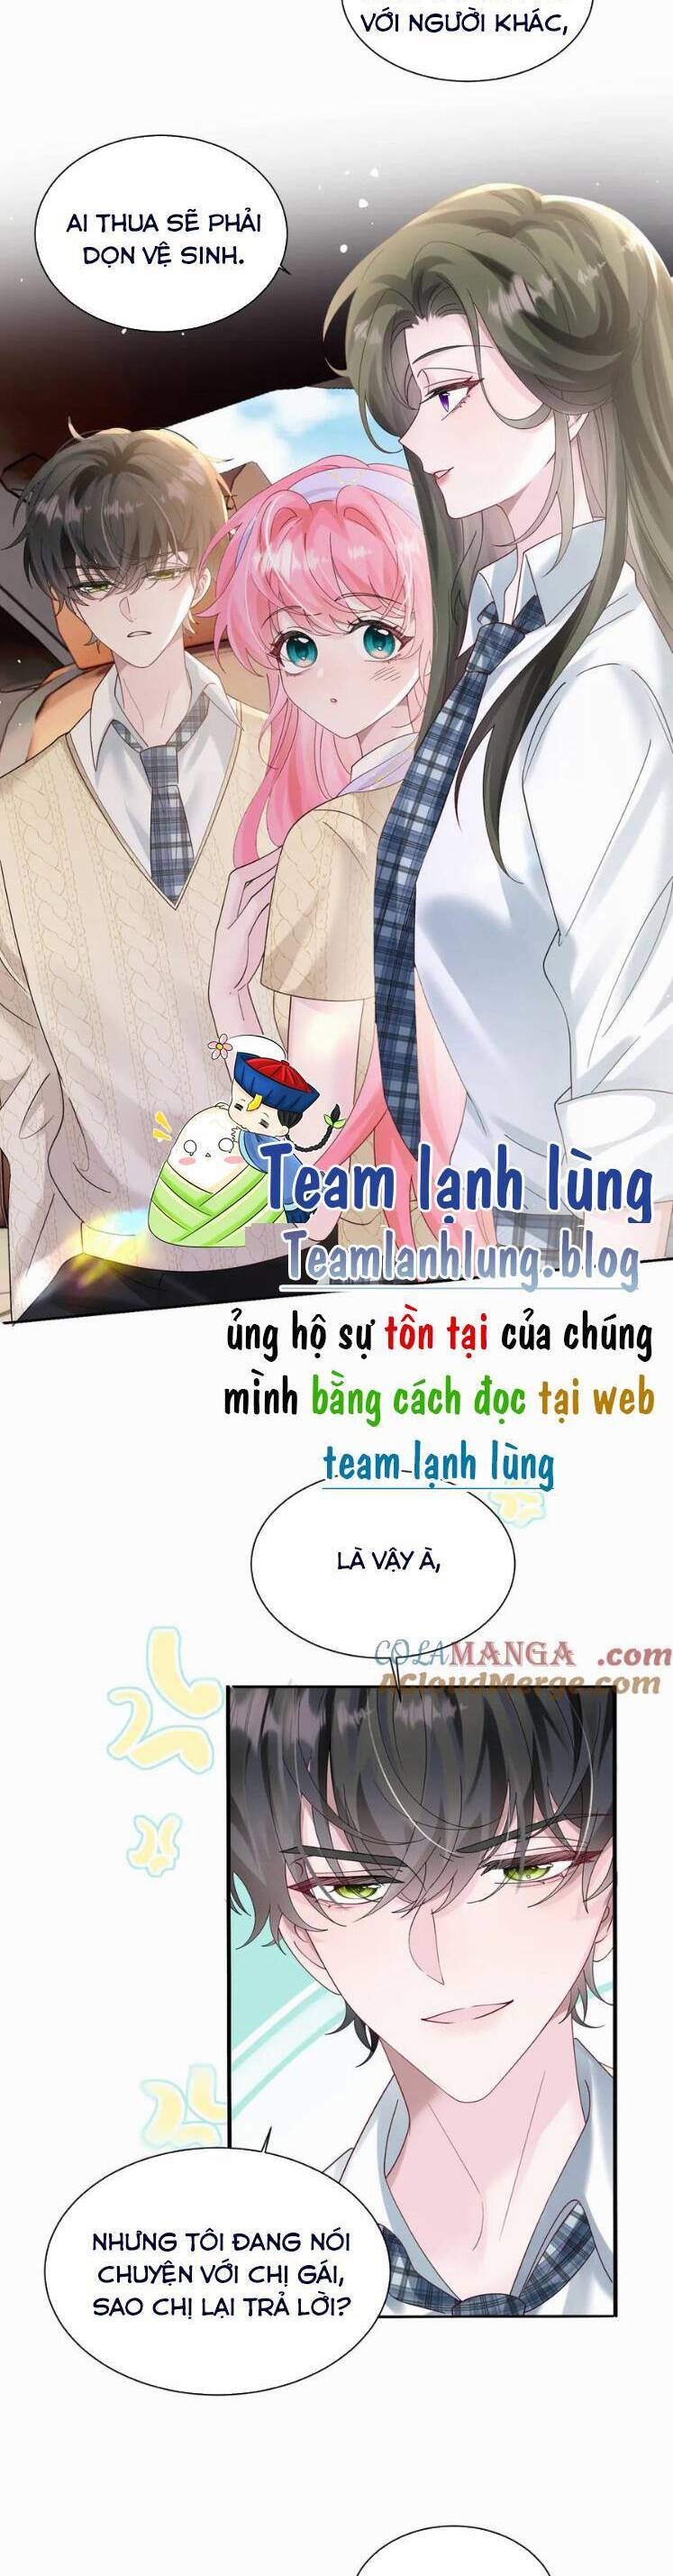 VỚI NGƯỜI KHÁC,
AI THUA SẼ PHẢI
DỌN VỆ SINH.
Team lạnh lùng
Teamlanhlung.blog
ủng hộ sự tồn tại của chúng
mình bằng cách đọc tại web
team lạnh lùng
LÀ VẬY À,
COLAMANGA .com
ACloudMerge.com
NHƯNG TÔI ĐANG NÓI
CHUYỆN VỚI CHỊ GÁI,
SAO CHỊ LẠI TRẢ LỜI?